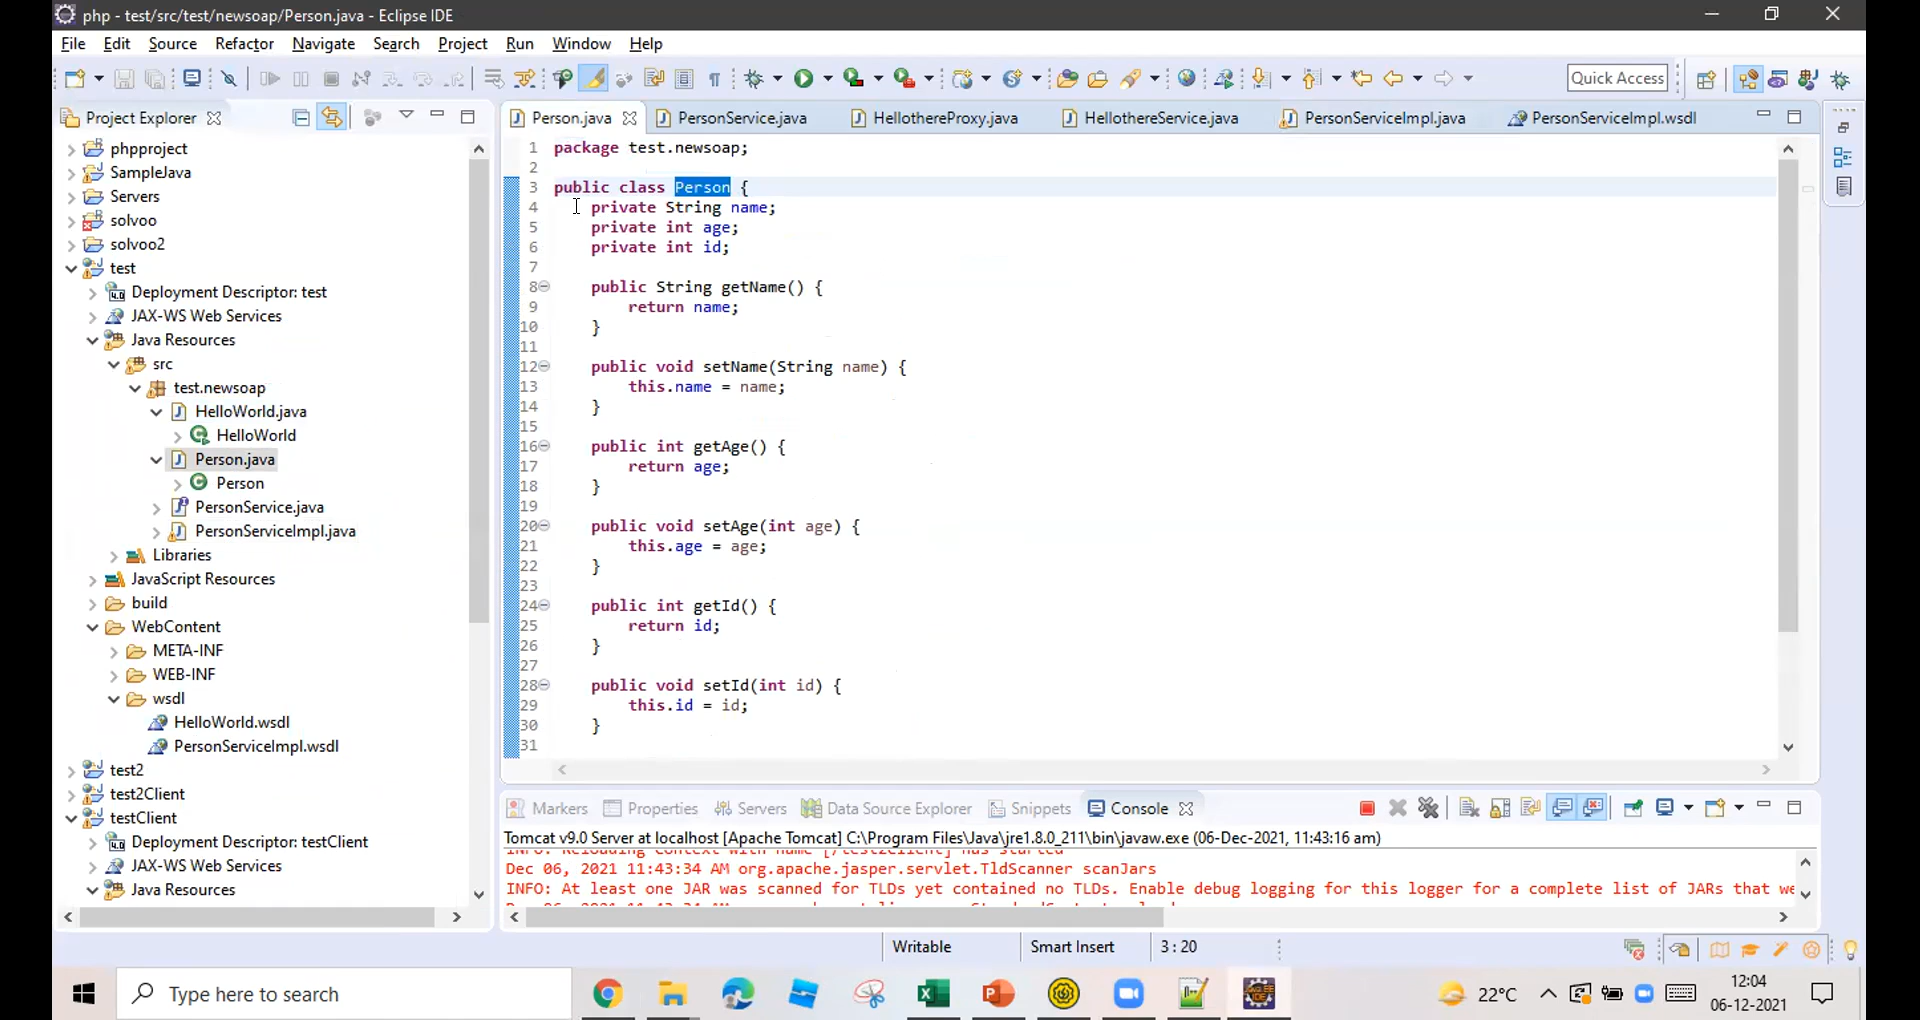 php - test/src/test/newsoap/Person.java - Eclipse IDE
File Edit Source Refactor Navigate Search Project Run Window Help
Quick Access
Project Explorer
Person.java PersonService.java HellothereProxy.java HellothereService.java PersonServiceImpl.java PersonServiceImpl.wsdl
phpproject
SampleJava
Servers
solvoo
solvoo2
test
Deployment Descriptor: test
JAX-WS Web Services
Java Resources
src
test.newsoap
HelloWorld.java
HelloWorld
Person.java
Person
PersonService.java
PersonServiceImpl.java
Libraries
JavaScript Resources
build
WebContent
META-INF
WEB-INF
wsdl
HelloWorld.wsdl
PersonServiceImpl.wsdl
test2
test2Client
testClient
Deployment Descriptor: testClient
JAX-WS Web Services
Java Resources
1 package test.newsoap;
2
3 public class Person {
4 private String name;
5 private int age;
6 private int id;
7
8 public String getName() {
9 return name;
10 }
11
12 public void setName(String name) {
13 this.name = name;
14 }
15
16 public int getAge() {
17 return age;
18 }
19
20 public void setAge(int age) {
21 this.age = age;
22 }
23
24 public int getId() {
25 return id;
26 }
27
28 public void setId(int id) {
29 this.id = id;
30 }
31
Markers Properties Servers Data Source Explorer Snippets Console
Tomcat v9.0 Server at localhost [Apache Tomcat] C:\Program Files\Java\jre1.8.0_211\bin\javaw.exe (06-Dec-2021, 11:43:16 am)
Dec 06, 2021 11:43:34 AM org.apache.jasper.servlet.TldScanner scanJars
INFO: At least one JAR was scanned for TLDs yet contained no TLDs. Enable debug logging for this logger for a complete list of JARs that we
Writable Smart Insert 3 : 20
Type here to search
22°C
12:04
06-12-2021